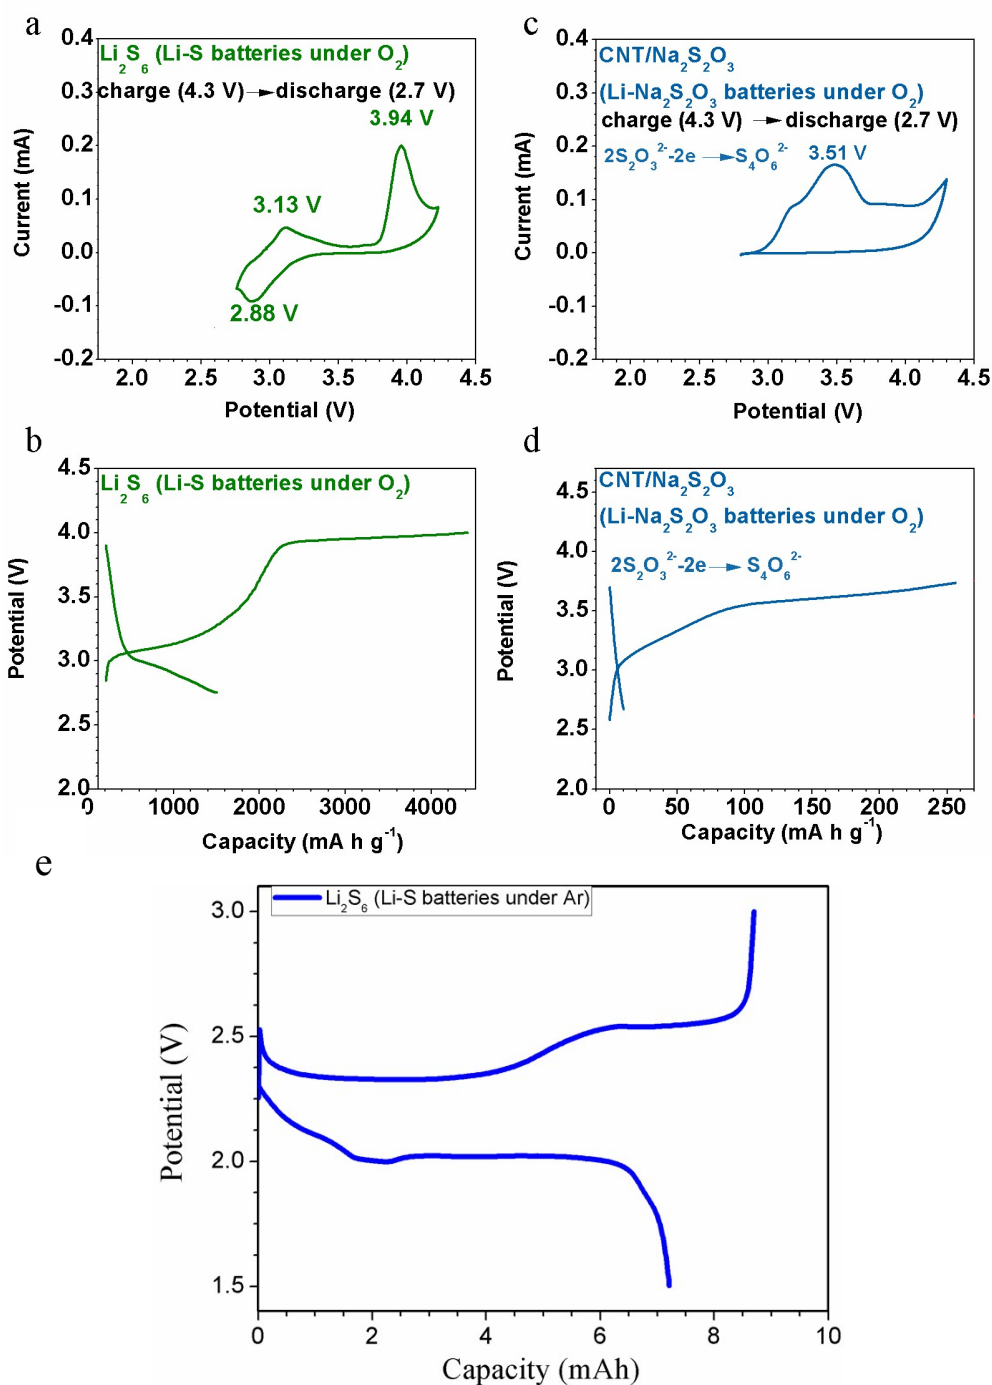 a
Li₂S₆ (Li-S batteries under O₂)
charge (4.3 V)→discharge (2.7 V)
3.94 V
3.13 V
2.88 V
0.4
0.3
0.2
0.1
0.0
-0.1
-0.2
Current (mA)
2.0 2.5 3.0 3.5 4.0 4.5
Potential (V)
c
CNT/Na₂S₂O₃
(Li-Na₂S₂O₃ batteries under O₂)
charge (4.3 V) →discharge (2.7 V)
2S₂O₃²⁻-2e→S₄O₆²⁻
3.51 V
0.4
0.3
0.2
0.1
0.0
-0.1
-0.2
Current (mA)
2.0 2.5 3.0 3.5 4.0 4.5
Potential (V)
b
Li₂S₆ (Li-S batteries under O₂)
4.5
4.0
3.5
3.0
2.5
2.0
Potential (V)
0 1000 2000 3000 4000
Capacity (mA h g⁻¹)
d
CNT/Na₂S₂O₃
(Li-Na₂S₂O₃ batteries under O₂)
2S₂O₃²⁻-2e→S₄O₆²⁻
4.5
4.0
3.5
3.0
2.5
2.0
Potential (V)
0 50 100 150 200 250
Capacity (mA h g⁻¹)
e
Li₂S₆ (Li-S batteries under Ar)
3.0
2.5
2.0
1.5
Potential (V)
0 2 4 6 8 10
Capacity (mAh)